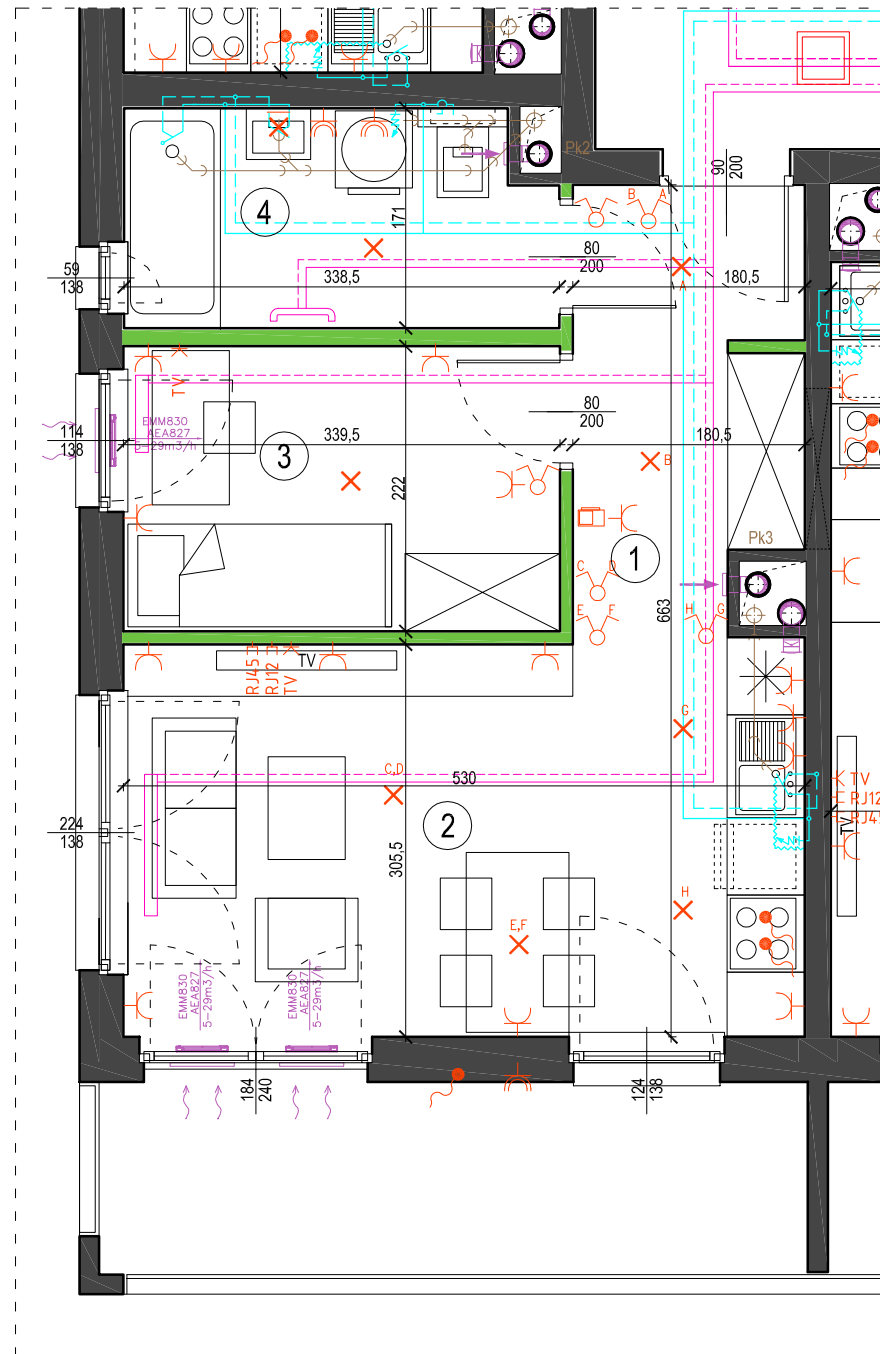 Pk2
B A
90
200
4
171
59
138
338,5
80
200
180,5
A
TV
EMM830
AEA827
5-29m3/h
114
138
339,5
80
200
180,5
3
222
B
Pk3
1
C D
E F
663
H G
TV
RJ45
RJ12
TV
G
C,D
530
TV
RJ12
RJ45
TV
224
138
2
305,5
H
E,F
EMM830
AEA827
5-29m3/h
EMM830
AEA827
5-29m3/h
184
240
124
138